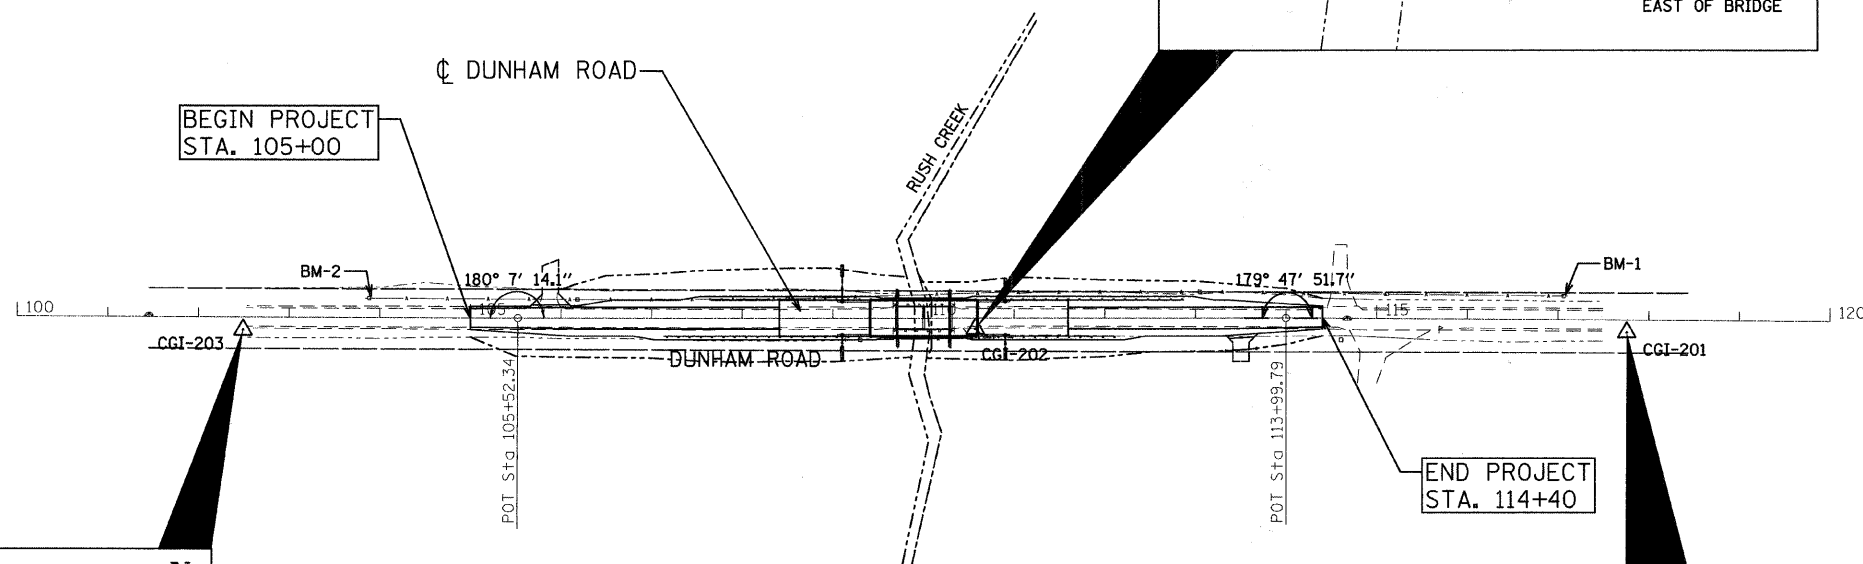 EAST OF BRIDGE
℄ DUNHAM ROAD
BEGIN PROJECT
STA. 105+00
RUSH CREEK
BM-2
180° 7' 14.1"
179° 47' 51.7"
BM-1
100
105
110
115
120
CGI-203
CGI-202
CGI-201
DUNHAM ROAD
POT Sta 105+52.34
POT Sta 113+99.79
END PROJECT
STA. 114+40